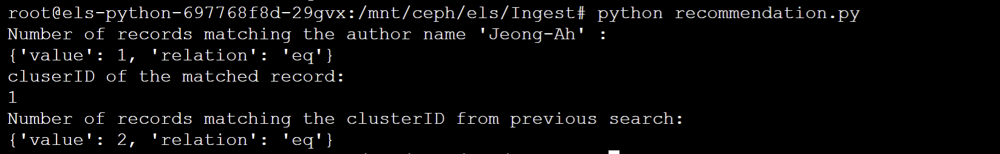 root@els-python-697768f8d-29gvx:/mnt/ceph/els/Ingest# python recommendation.py
Number of records matching the author name 'Jeong-Ah' :
{'value': 1, 'relation': 'eq'}
cluserID of the matched record:
1
Number of records matching the clusterID from previous search:
{'value': 2, 'relation': 'eq'}